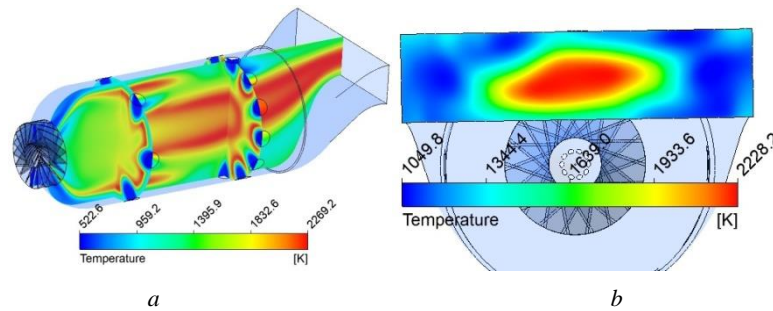 522.6 959.2 1395.9 1832.6 2269.2
Temperature [K]
a
1049.8 1344.4 1639.0 1933.6
Temperature [K]
b